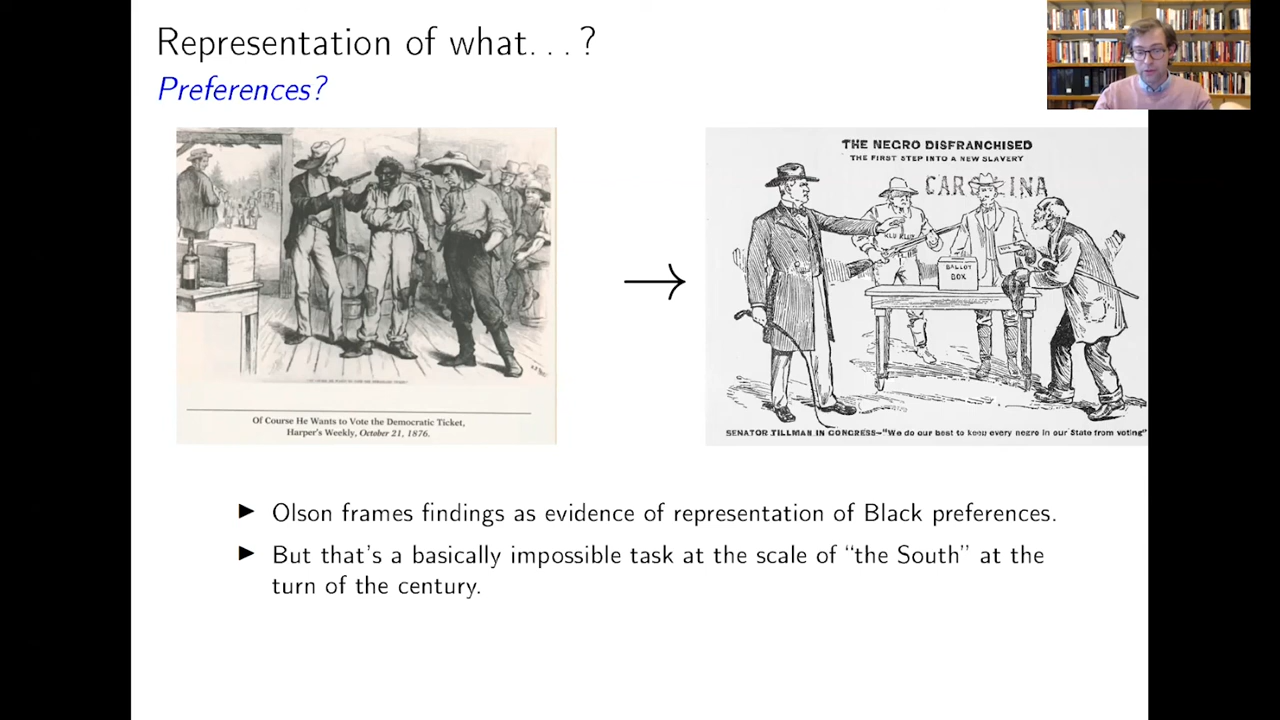 Representation of what. . . ?
Preferences?
Of Course He Wants to Vote the Democratic Ticket,
Harper's Weekly, October 21, 1876.
THE NEGRO DISFRANCHISED
THE FIRST STEP INTO A NEW SLAVERY
CAROLINA
KLU KLUX
BALLOT
BOX
SENATOR TILLMAN IN CONGRESS—"We do our best to keep every negro in our State from voting"
▶ Olson frames findings as evidence of representation of Black preferences.
▶ But that's a basically impossible task at the scale of “the South” at the
turn of the century.